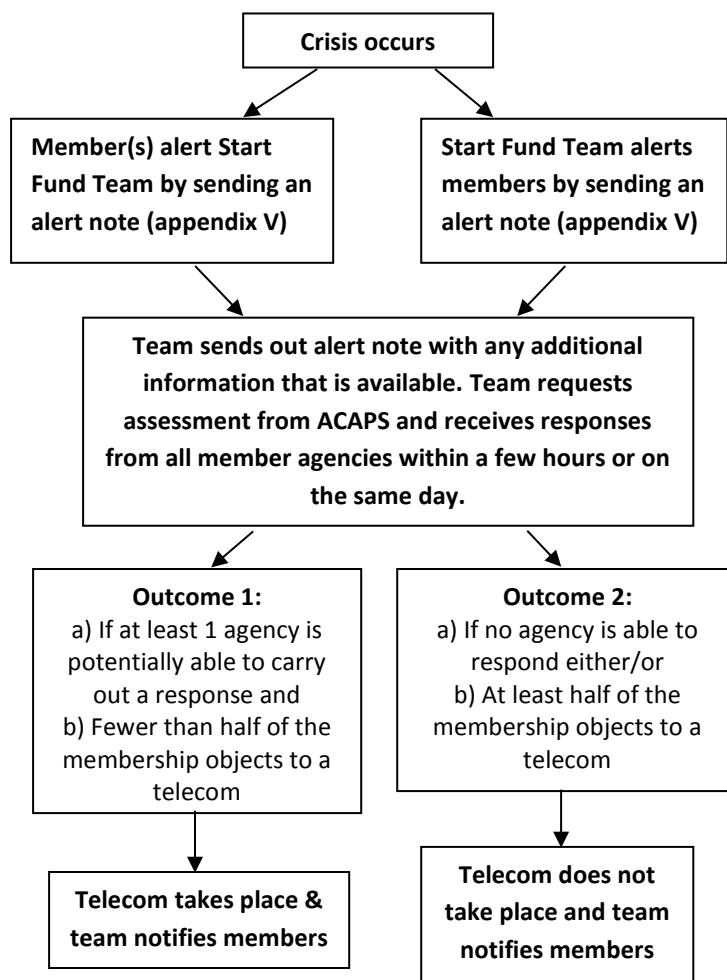 Crisis occurs
Member(s) alert Start
Fund Team by sending an
alert note (appendix V)
Start Fund Team alerts
members by sending an
alert note (appendix V)
Team sends out alert note with any additional
information that is available. Team requests
assessment from ACAPS and receives responses
from all member agencies within a few hours or on
the same day.
Outcome 1:
a) If at least 1 agency is
potentially able to carry
out a response and
b) Fewer than half of the
membership objects to a
telecom
Outcome 2:
a) If no agency is able to
respond either/or
b) At least half of the
membership objects to a
telecom
Telecom takes place &
team notifies members
Telecom does not
take place and team
notifies members